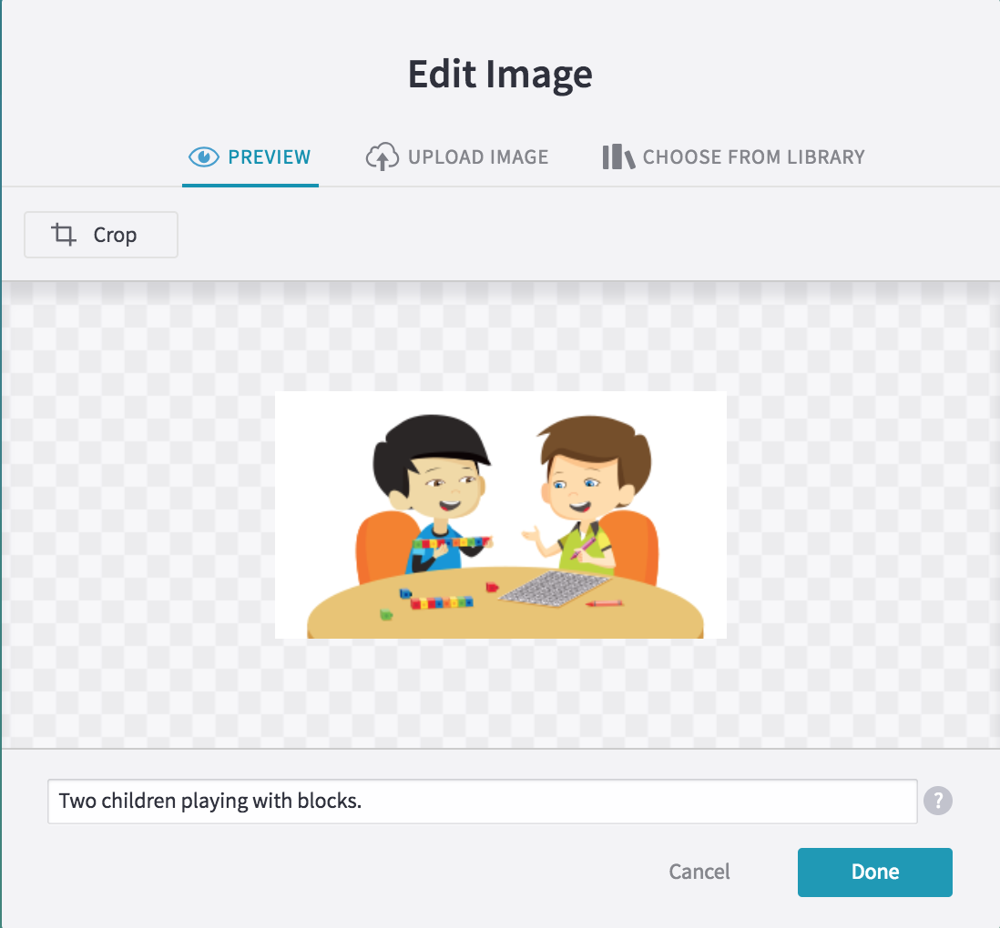 Edit Image
PREVIEW
UPLOAD IMAGE
CHOOSE FROM LIBRARY
Crop
Two children playing with blocks.
?
Cancel
Done